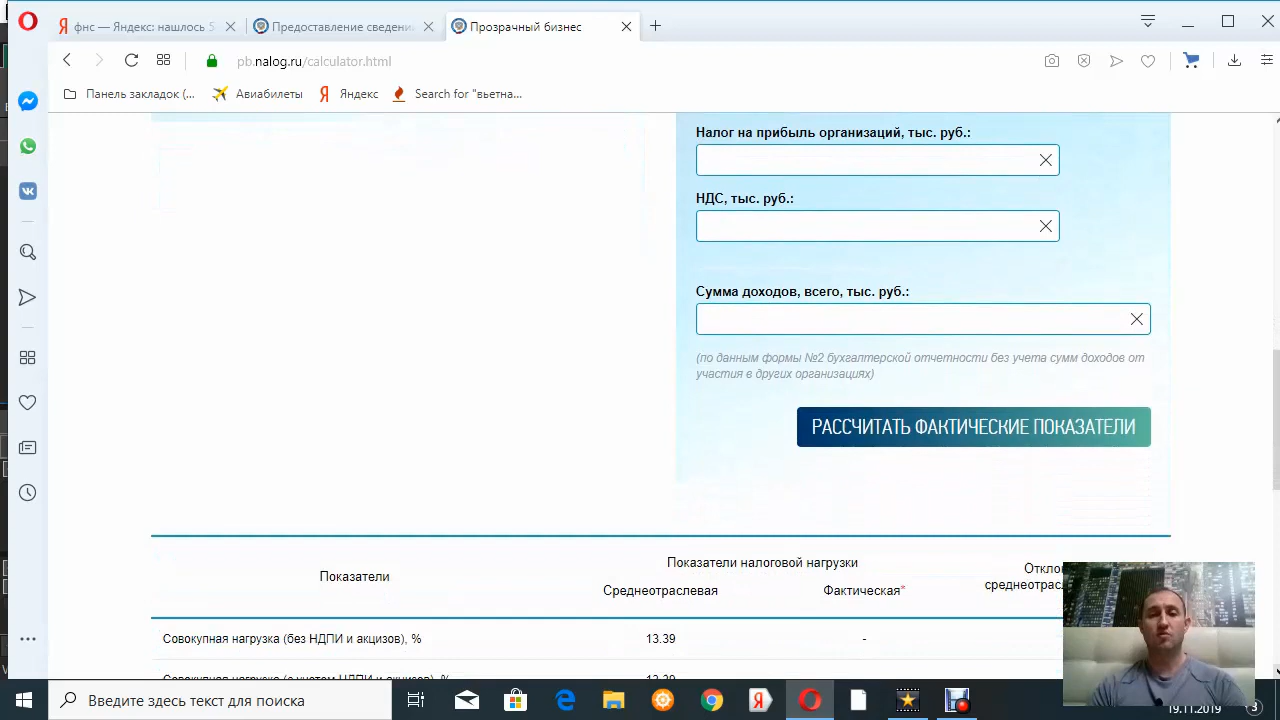 фнс — Яндекс: нашлось 5
Предоставление сведени
Прозрачный бизнес
pb.nalog.ru/calculator.html
Панель закладок (...
Авиабилеты
Яндекс
Search for "вьетна...
Налог на прибыль организаций, тыс. руб.:
НДС, тыс. руб.:
Сумма доходов, всего, тыс. руб.:
(по данным формы №2 бухгалтерской отчетности без учета сумм доходов от
участия в других организациях)
РАССЧИТАТЬ ФАКТИЧЕСКИЕ ПОКАЗАТЕЛИ
Показатели
Показатели налоговой нагрузки
Среднеотраслевая
Фактическая*
Совокупная нагрузка (без НДПИ и акцизов), %
13.39
-
Введите здесь текст для поиска
19.11.2019
3